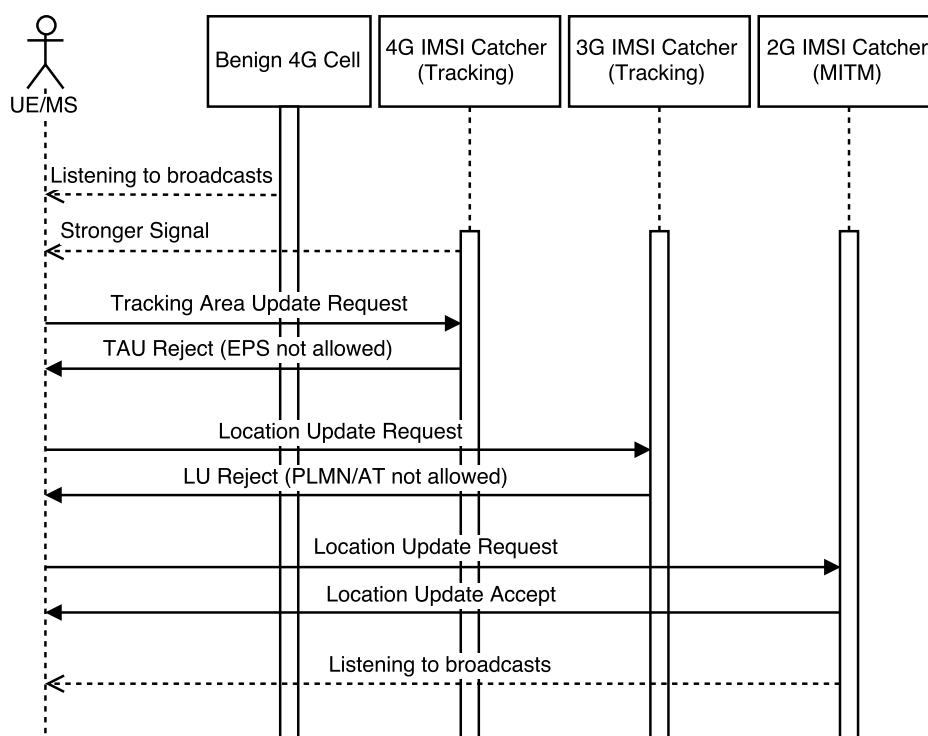 UE/MS
Benign 4G Cell
4G IMSI Catcher
(Tracking)
3G IMSI Catcher
(Tracking)
2G IMSI Catcher
(MITM)
Listening to broadcasts
Stronger Signal
Tracking Area Update Request
TAU Reject (EPS not allowed)
Location Update Request
LU Reject (PLMN/AT not allowed)
Location Update Request
Location Update Accept
Listening to broadcasts